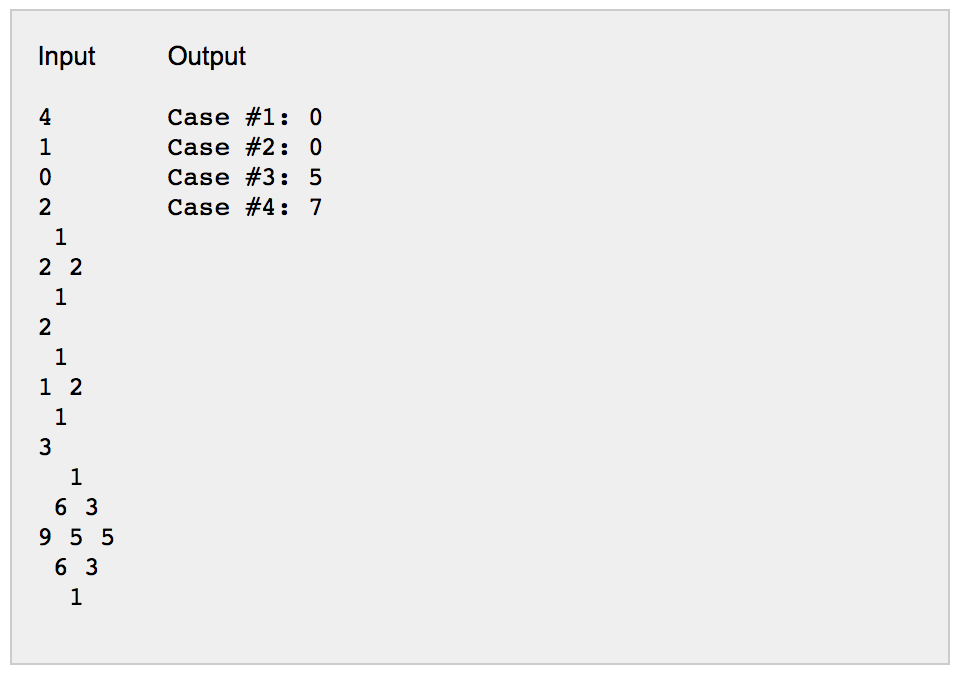 Input     Output
4        Case #1: 0
1        Case #2: 0
0        Case #3: 5
2        Case #4: 7
 1
2 2
 1
2
 1
1 2
 1
3
  1
 6 3
9 5 5
 6 3
  1